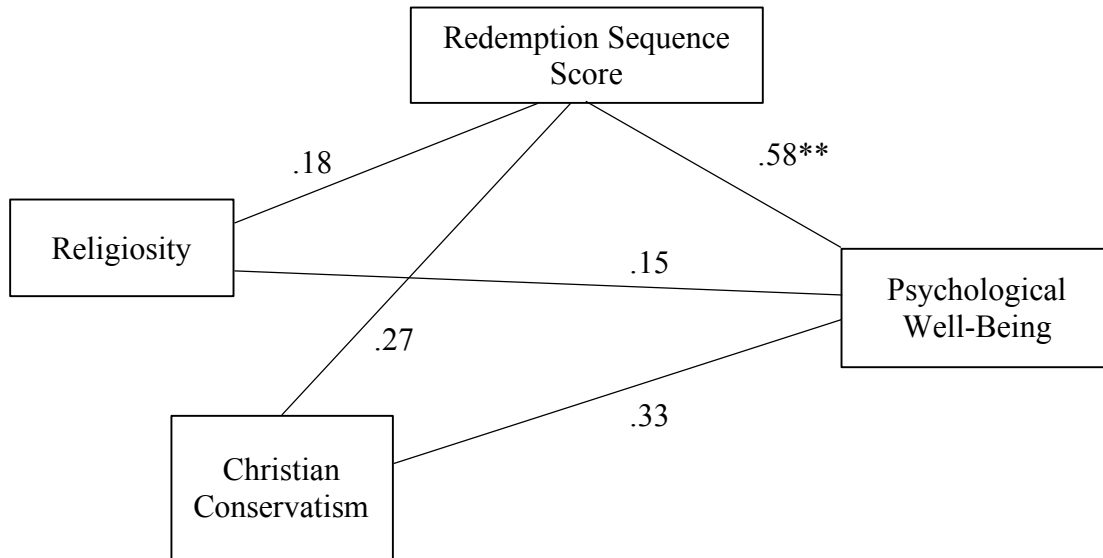 Redemption Sequence
Score
.18
.58**
Religiosity
.15
Psychological
Well-Being
.27
.33
Christian
Conservatism